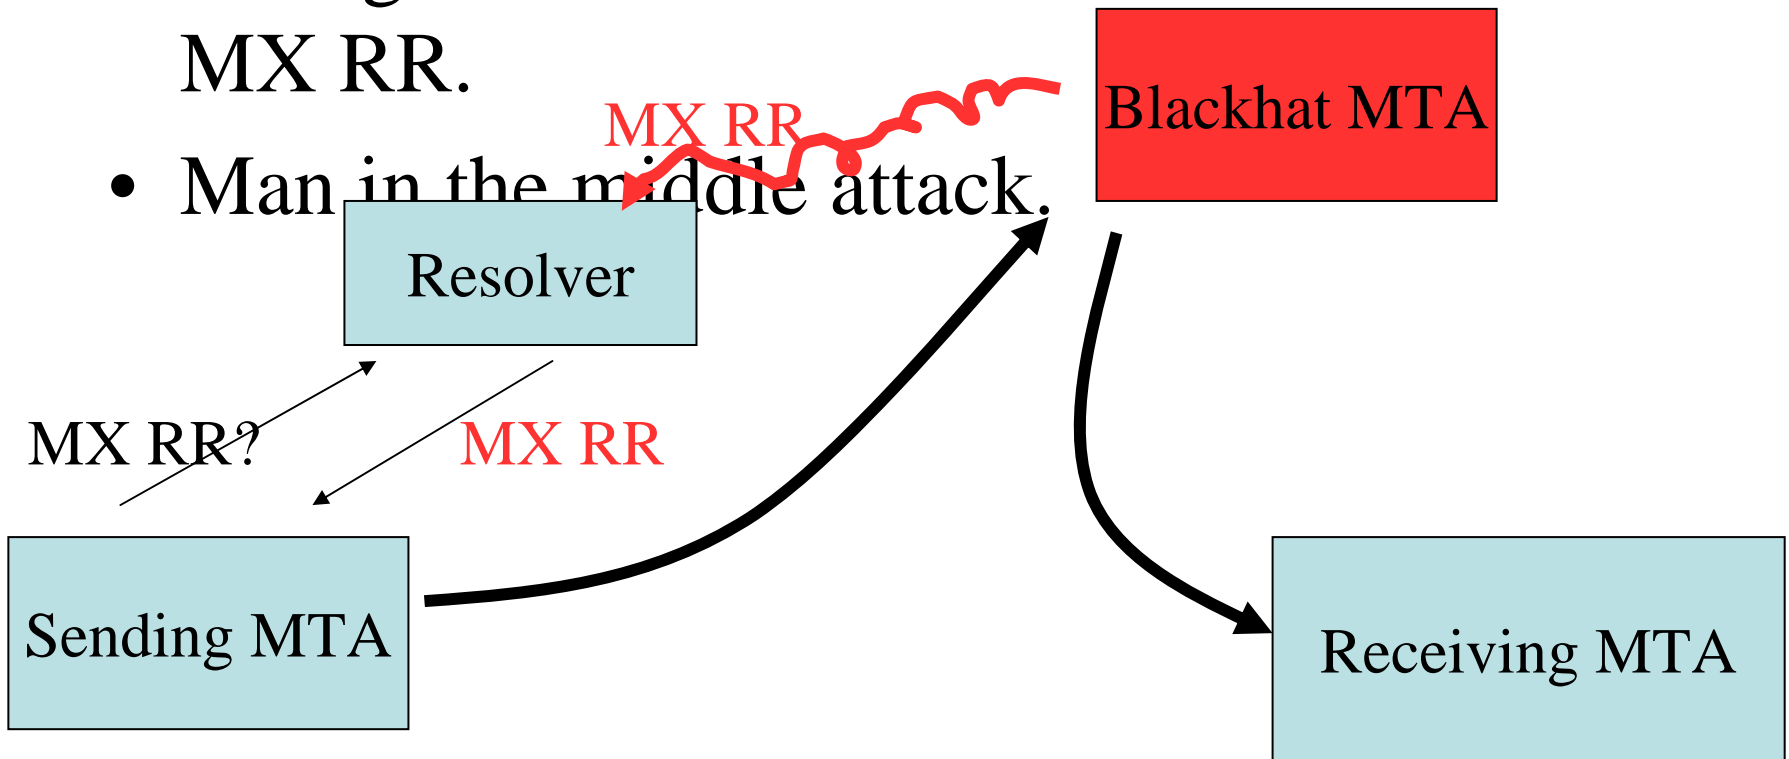 MX RR.
Blackhat MTA
MX RR
• Man in the middle attack.
Resolver
MX RR?
MX RR
Sending MTA
Receiving MTA